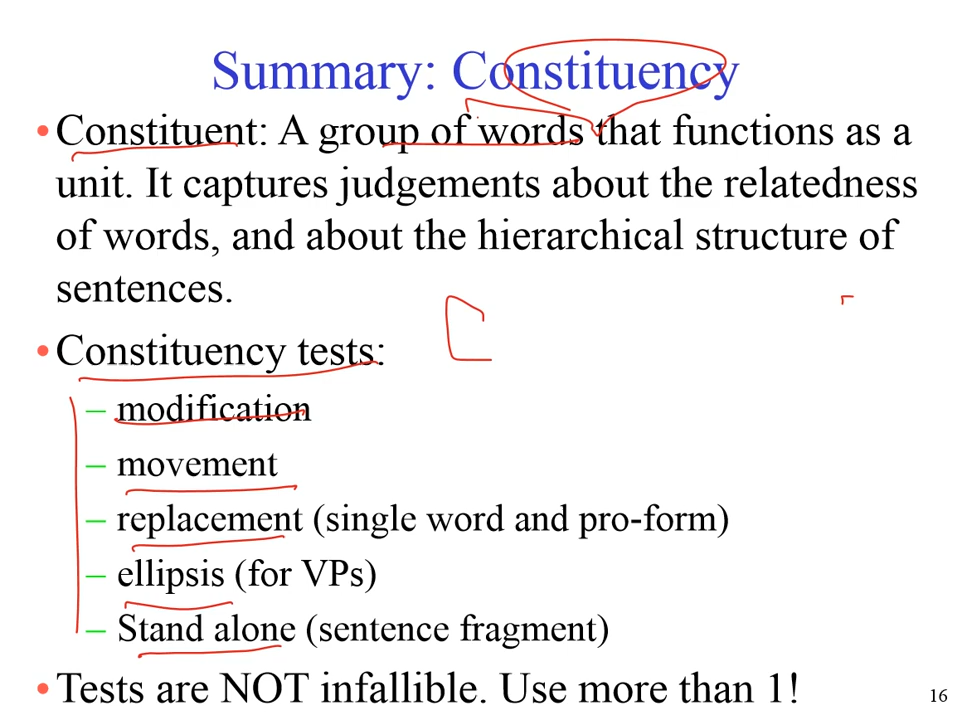 Summary: Constituency
• Constituent: A group of words that functions as a
unit. It captures judgements about the relatedness
of words, and about the hierarchical structure of
sentences.
• Constituency tests:
– modification
– movement
– replacement (single word and pro-form)
– ellipsis (for VPs)
– Stand alone (sentence fragment)
• Tests are NOT infallible. Use more than 1!
16